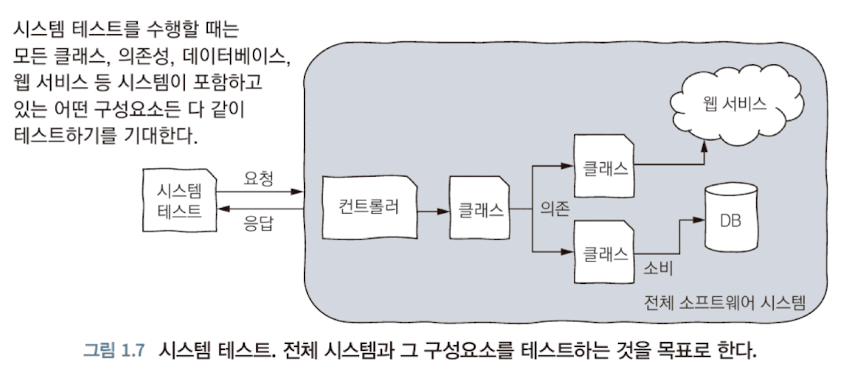 시스템 테스트를 수행할 때는
모든 클래스, 의존성, 데이터베이스,
웹 서비스 등 시스템이 포함하고
있는 어떤 구성요소든 다 같이
테스트하기를 기대한다.
웹 서비스
시스템
테스트
요청
응답
컨트롤러
클래스
의존
클래스
클래스
소비
DB
전체 소프트웨어 시스템
그림 1.7 시스템 테스트. 전체 시스템과 그 구성요소를 테스트하는 것을 목표로 한다.